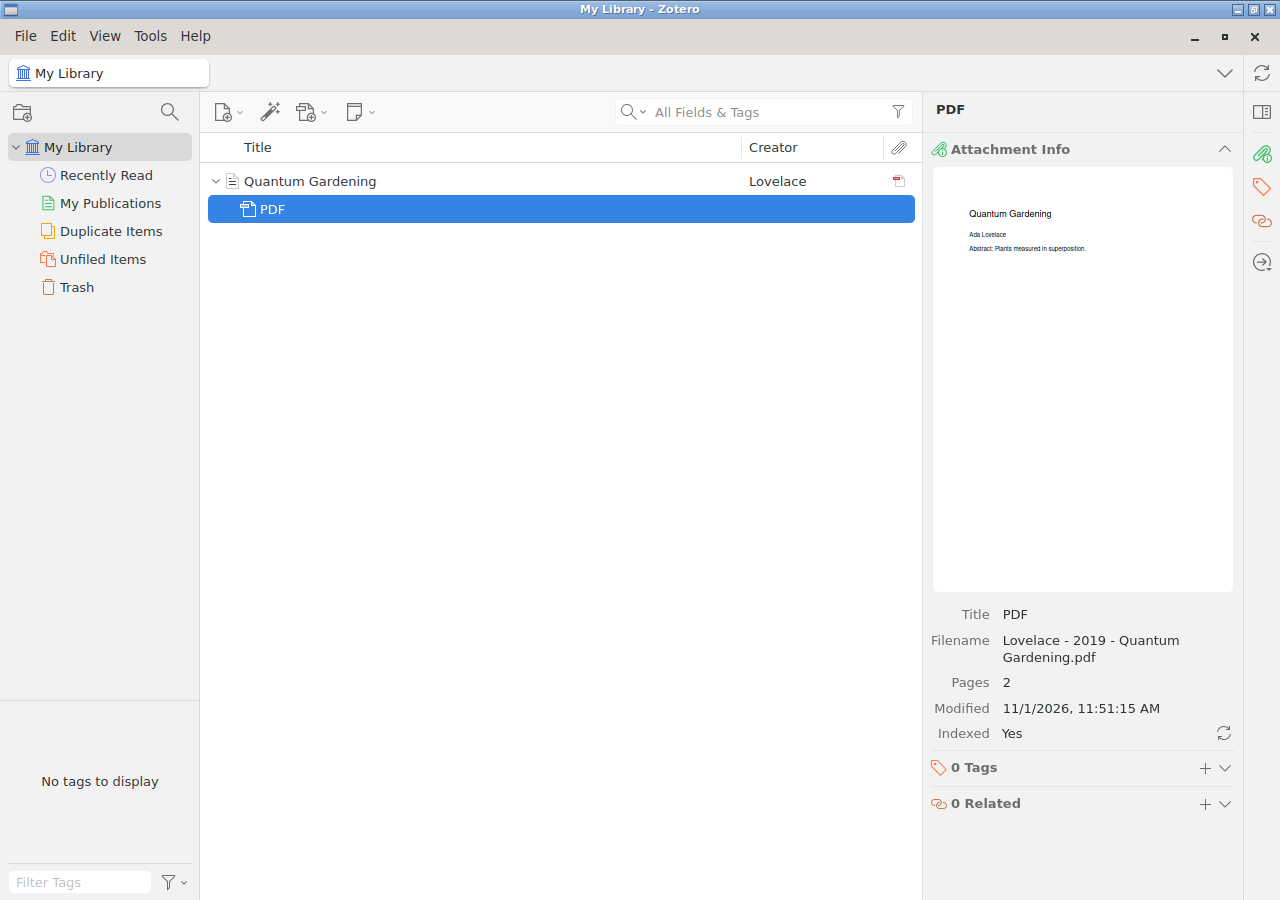 My Library - Zotero
File Edit View Tools Help
My Library
All Fields & Tags
PDF
My Library
Recently Read
My Publications
Duplicate Items
Unfiled Items
Trash
No tags to display
Filter Tags
Title Creator
Quantum Gardening Lovelace
PDF
Attachment Info
Quantum Gardening
Ada Lovelace
Abstract: Plants measured in superposition.
Title PDF
Filename Lovelace - 2019 - Quantum
Gardening.pdf
Pages 2
Modified 11/1/2026, 11:51:15 AM
Indexed Yes
0 Tags
0 Related